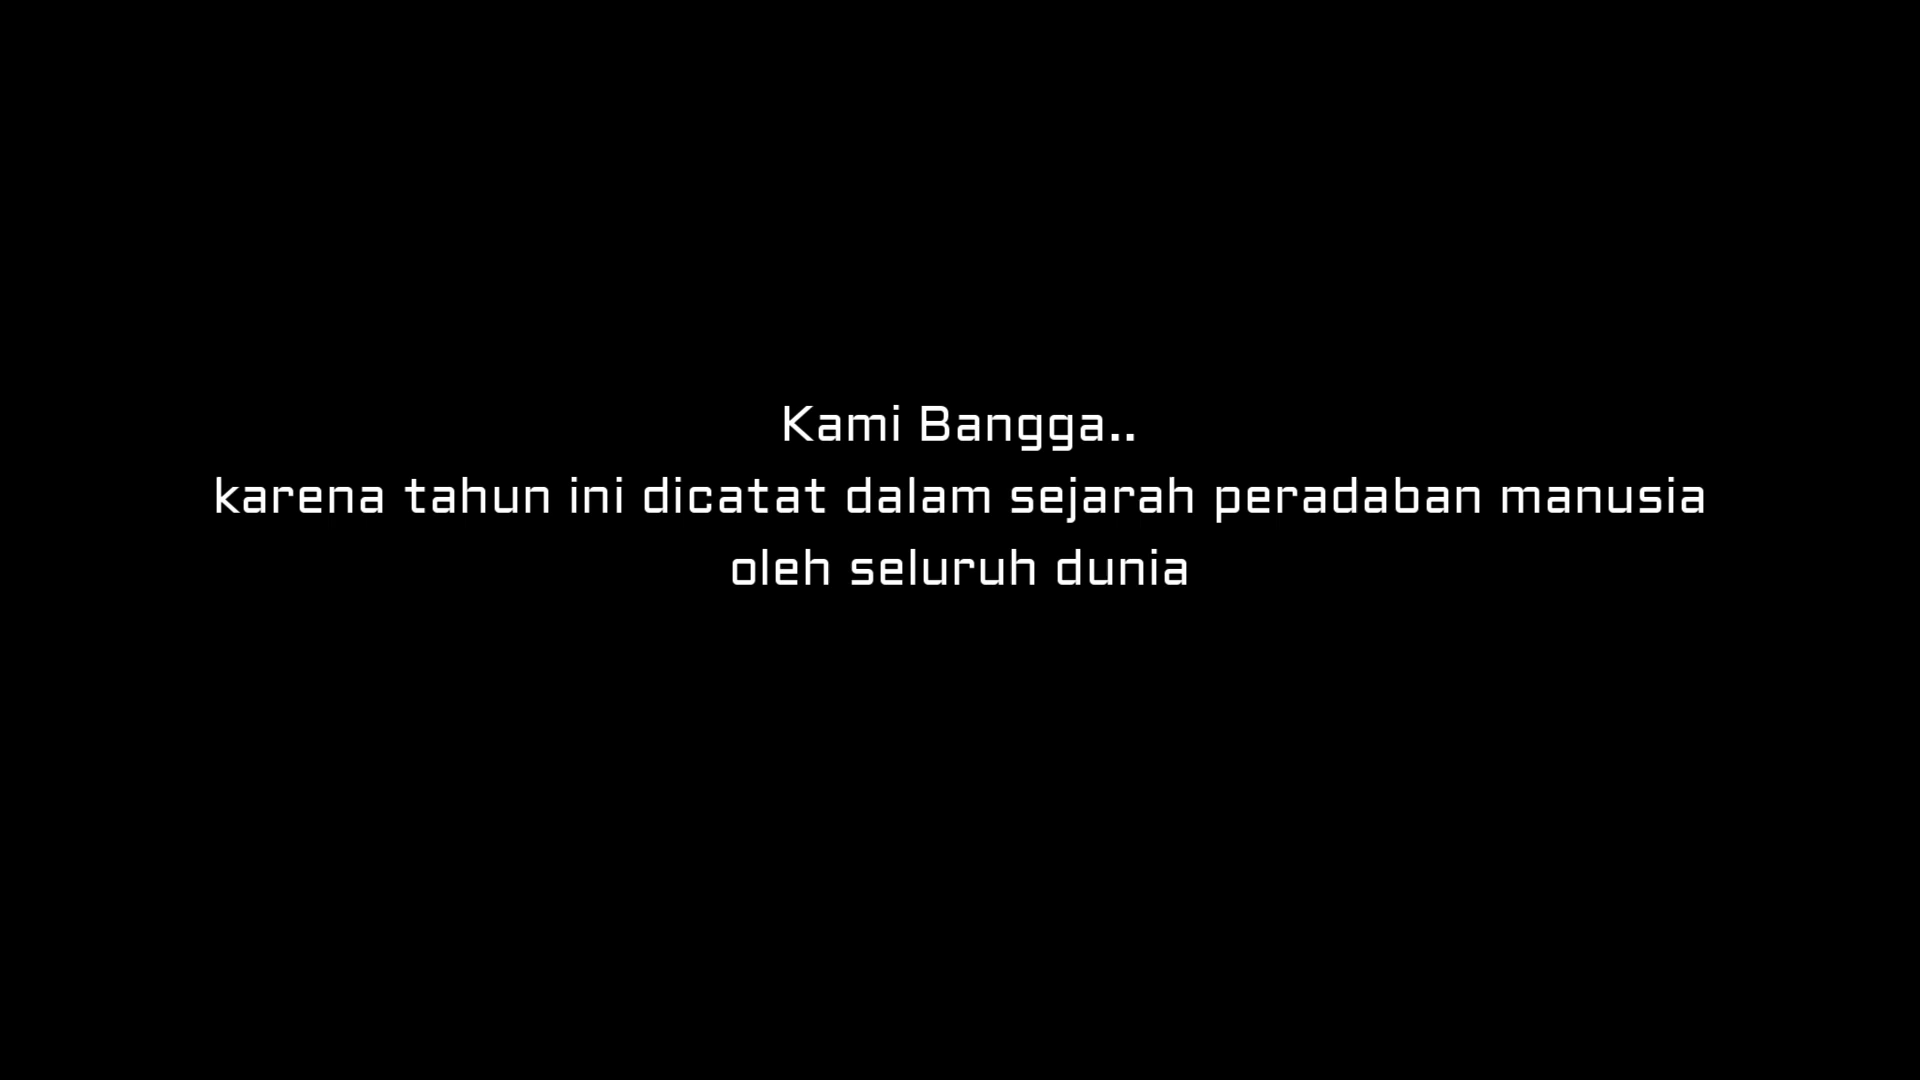 Kami Bangga..
karena tahun ini dicatat dalam sejarah peradaban manusia
oleh seluruh dunia